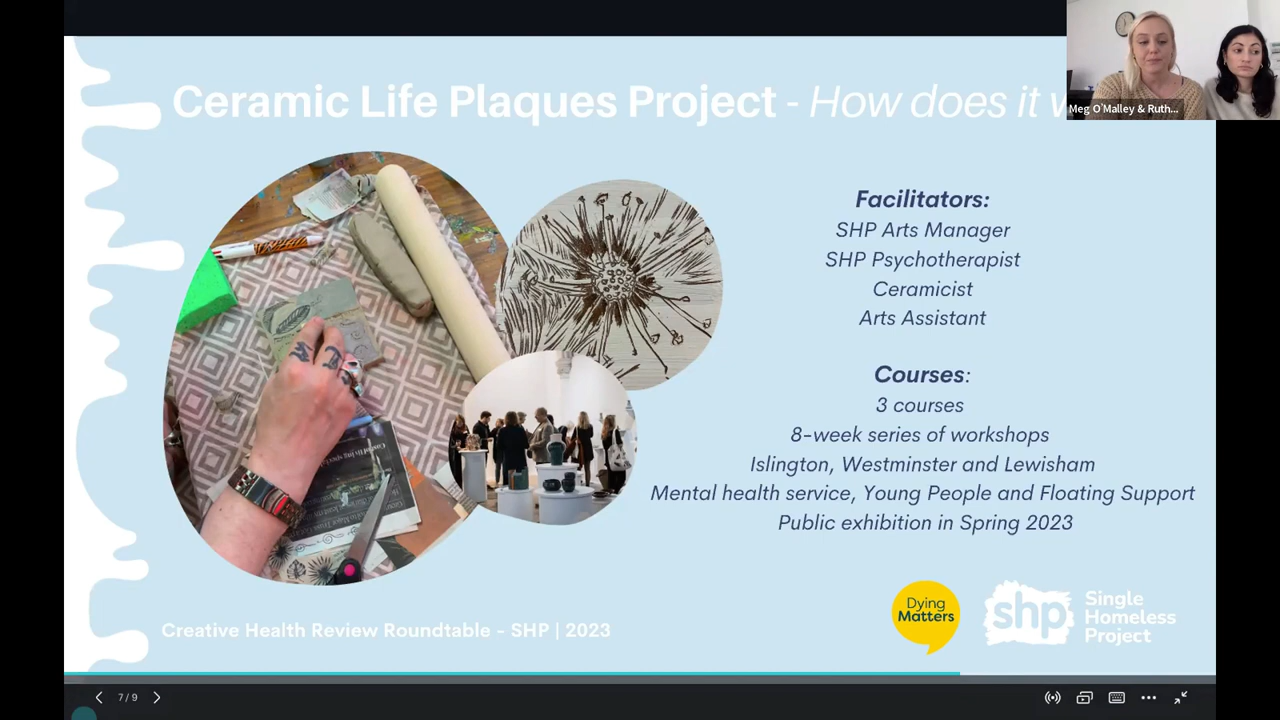 Ceramic Life Plaques Project - How does it
Meg O'Malley & Ruth...
Facilitators:
SHP Arts Manager
SHP Psychotherapist
Ceramicist
Arts Assistant
Courses:
3 courses
8-week series of workshops
Islington, Westminster and Lewisham
Mental health service, Young People and Floating Support
Public exhibition in Spring 2023
Creative Health Review Roundtable - SHP | 2023
Dying
Matters
shp
Single
Homeless
Project
7/9